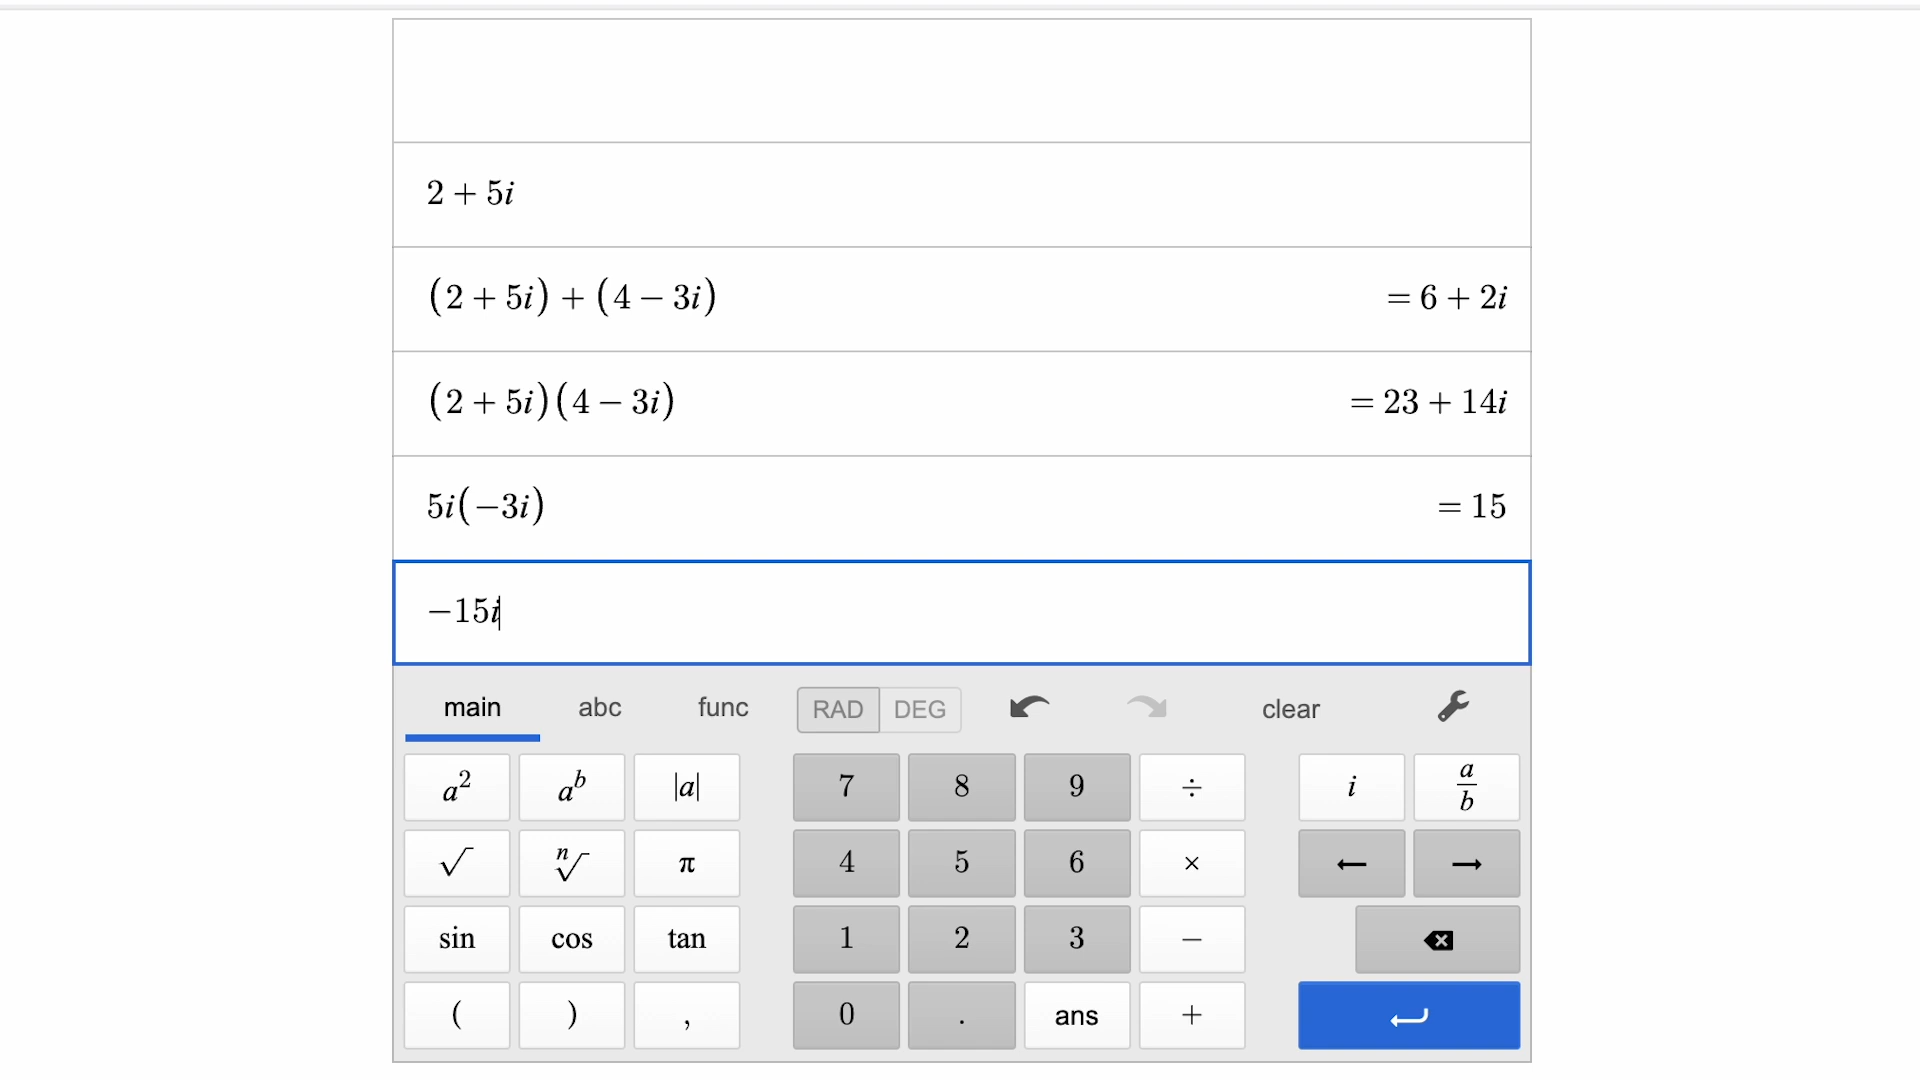 2 + 5i
(2 + 5i) + (4 − 3i) = 6 + 2i
(2 + 5i)(4 − 3i) = 23 + 14i
5i(−3i) = 15
−15i
main abc func RAD DEG clear
a² aᵇ |a| 7 8 9 ÷ i a/b
√ ⁿ√ π 4 5 6 × ← →
sin cos tan 1 2 3 −
( ) , 0 . ans +